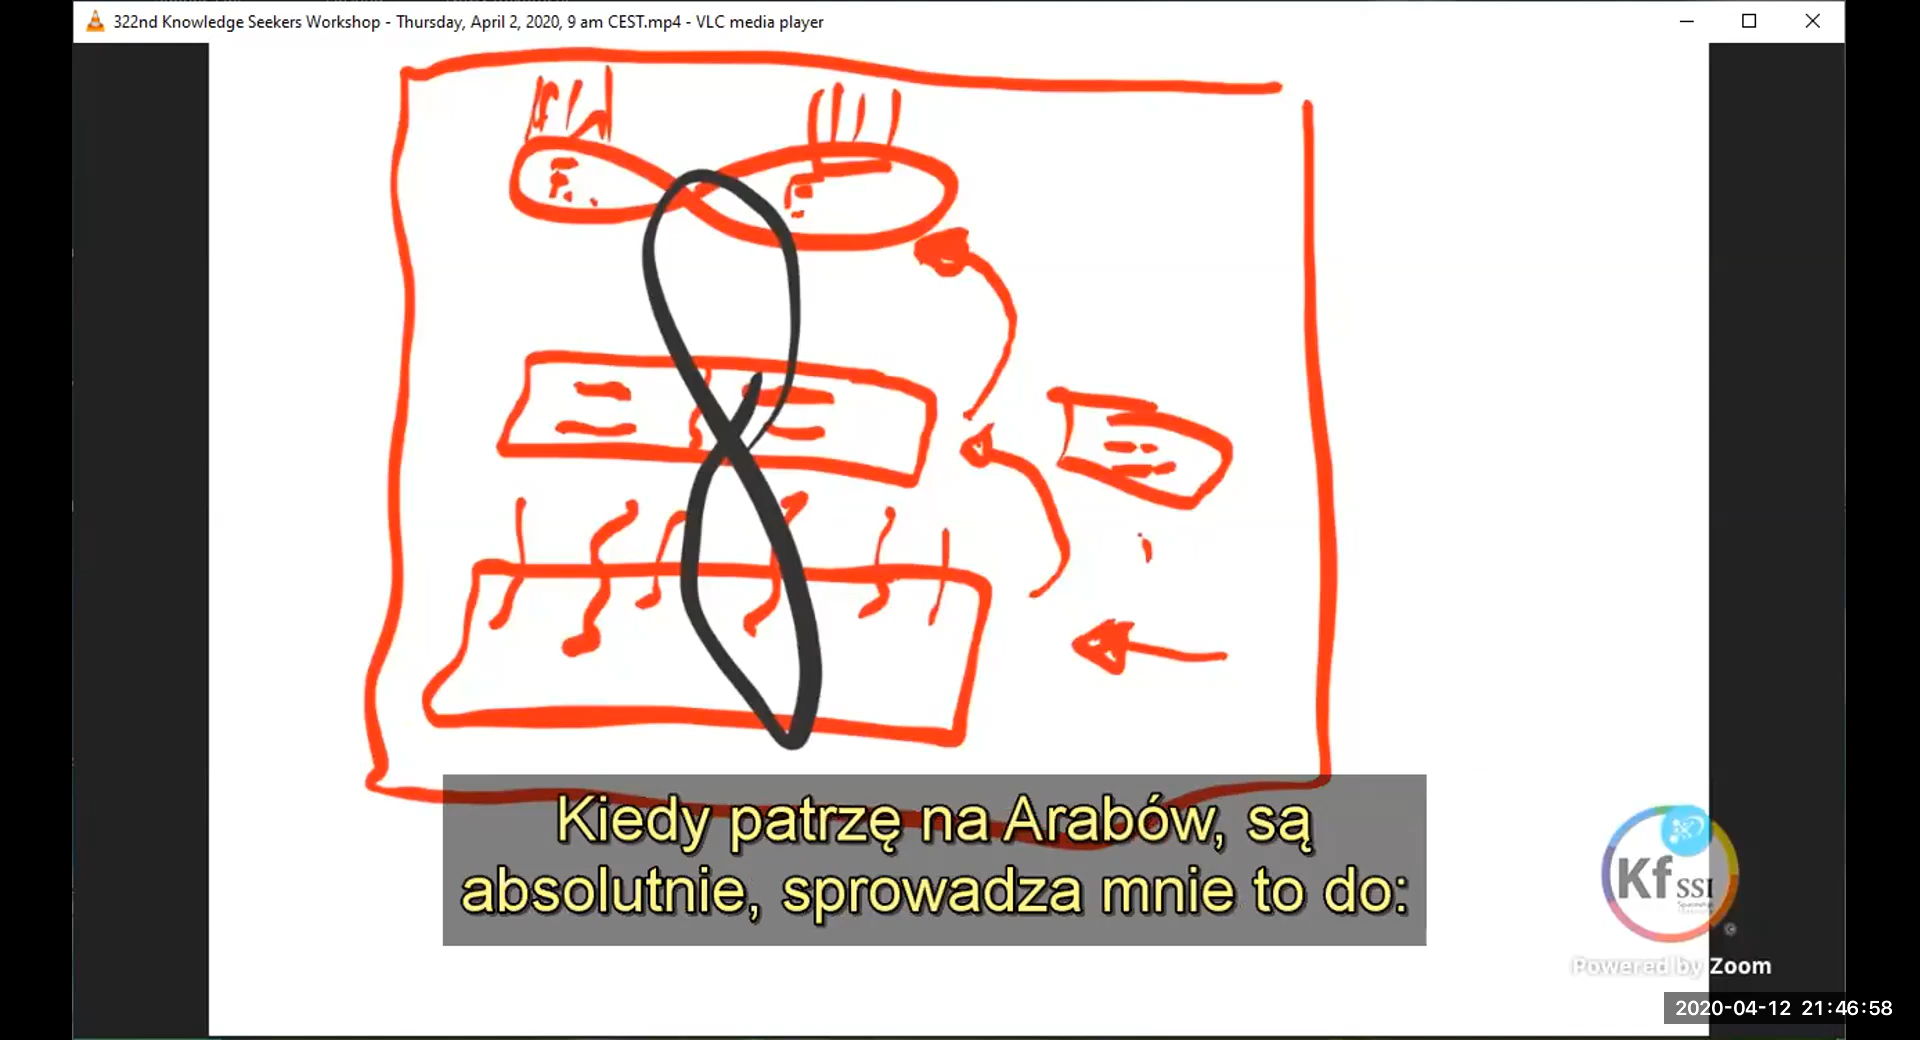 322nd Knowledge Seekers Workshop - Thursday, April 2, 2020, 9 am CEST.mp4 - VLC media player
Kiedy patrzę na Arabów, są
absolutnie, sprowadza mnie to do:
Kf SSI
Powered by Zoom
2020-04-12 21:46:58